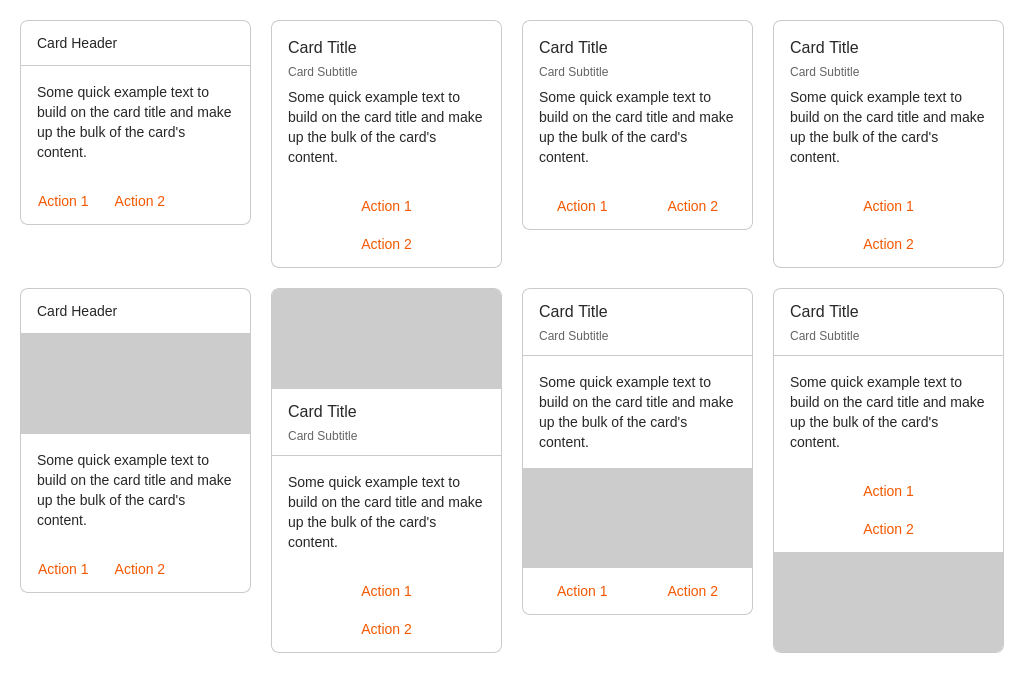 Card Header
Some quick example text to
build on the card title and make
up the bulk of the card's
content.
Action 1 Action 2
Card Title
Card Subtitle
Some quick example text to
build on the card title and make
up the bulk of the card's
content.
Action 1
Action 2
Card Title
Card Subtitle
Some quick example text to
build on the card title and make
up the bulk of the card's
content.
Action 1 Action 2
Card Title
Card Subtitle
Some quick example text to
build on the card title and make
up the bulk of the card's
content.
Action 1
Action 2
Card Header
Some quick example text to
build on the card title and make
up the bulk of the card's
content.
Action 1 Action 2
Card Title
Card Subtitle
Some quick example text to
build on the card title and make
up the bulk of the card's
content.
Action 1
Action 2
Card Title
Card Subtitle
Some quick example text to
build on the card title and make
up the bulk of the card's
content.
Action 1 Action 2
Card Title
Card Subtitle
Some quick example text to
build on the card title and make
up the bulk of the card's
content.
Action 1
Action 2